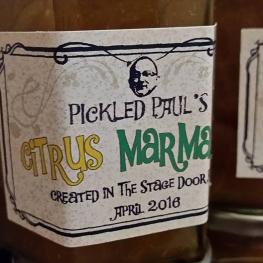 PICKLED PAUL'S
CITRUS MARMA
CREATED IN THE STAGE DOOR
APRIL 2016